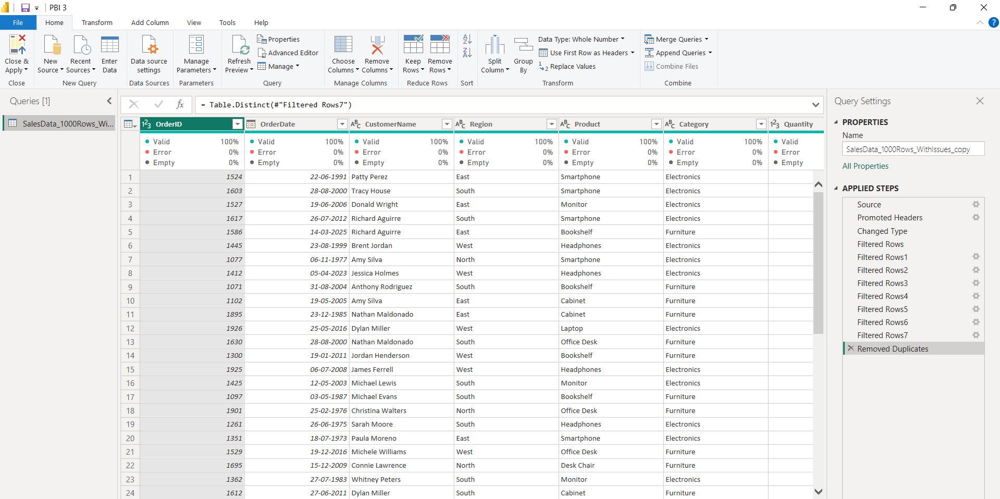 PBI 3
File Home Transform Add Column View Tools Help
Close & Apply
Close
New Source
Recent Sources
Enter Data
New Query
Data source settings
Data Sources
Manage Parameters
Parameters
Refresh Preview
Properties
Advanced Editor
Manage
Query
Choose Columns
Remove Columns
Manage Columns
Keep Rows
Remove Rows
Reduce Rows
Sort
Split Column
Group By
Data Type: Whole Number
Use First Row as Headers
Replace Values
Transform
Merge Queries
Append Queries
Combine Files
Combine
Queries [1]
SalesData_1000Rows_Wi...
= Table.Distinct(#"Filtered Rows7")
OrderID OrderDate CustomerName Region Product Category Quantity
Valid 100% Valid 100% Valid 100% Valid 100% Valid 100% Valid 100% Valid
Error 0% Error 0% Error 0% Error 0% Error 0% Error 0% Error
Empty 0% Empty 0% Empty 0% Empty 0% Empty 0% Empty 0% Empty
1 1524 22-06-1991 Patty Perez East Smartphone Electronics
2 1603 28-08-2000 Tracy House South Smartphone Electronics
3 1527 19-06-2006 Donald Wright East Monitor Electronics
4 1617 26-07-2012 Richard Aguirre South Smartphone Electronics
5 1586 14-03-2025 Richard Aguirre East Bookshelf Furniture
6 1445 23-08-1999 Brent Jordan West Headphones Electronics
7 1077 06-11-1977 Amy Silva North Smartphone Electronics
8 1412 05-04-2023 Jessica Holmes West Headphones Electronics
9 1071 31-08-2004 Anthony Rodriguez South Bookshelf Furniture
10 1102 19-05-2005 Amy Silva East Cabinet Furniture
11 1895 23-12-1985 Nathan Maldonado East Cabinet Furniture
12 1926 25-05-2016 Dylan Miller West Laptop Electronics
13 1630 28-08-2000 Nathan Maldonado South Office Desk Furniture
14 1300 19-01-2011 Jordan Henderson West Bookshelf Furniture
15 1925 06-07-2008 James Ferrell West Headphones Electronics
16 1425 12-05-2003 Michael Lewis South Monitor Electronics
17 1097 03-05-1987 Michael Evans South Bookshelf Furniture
18 1901 25-02-1976 Christina Walters North Office Desk Furniture
19 1261 26-06-1975 Sarah Moore South Headphones Electronics
20 1351 18-07-1973 Paula Moreno East Smartphone Electronics
21 1529 19-12-2016 Michele Williams West Office Desk Furniture
22 1695 15-12-2009 Connie Lawrence North Desk Chair Furniture
23 1362 27-07-1983 Whitney Peters South Monitor Electronics
24 1612 27-06-2011 Dylan Miller South Cabinet Furniture
Query Settings
PROPERTIES
Name
SalesData_1000Rows_WithIssues_copy
All Properties
APPLIED STEPS
Source
Promoted Headers
Changed Type
Filtered Rows
Filtered Rows1
Filtered Rows2
Filtered Rows3
Filtered Rows4
Filtered Rows5
Filtered Rows6
Filtered Rows7
Removed Duplicates